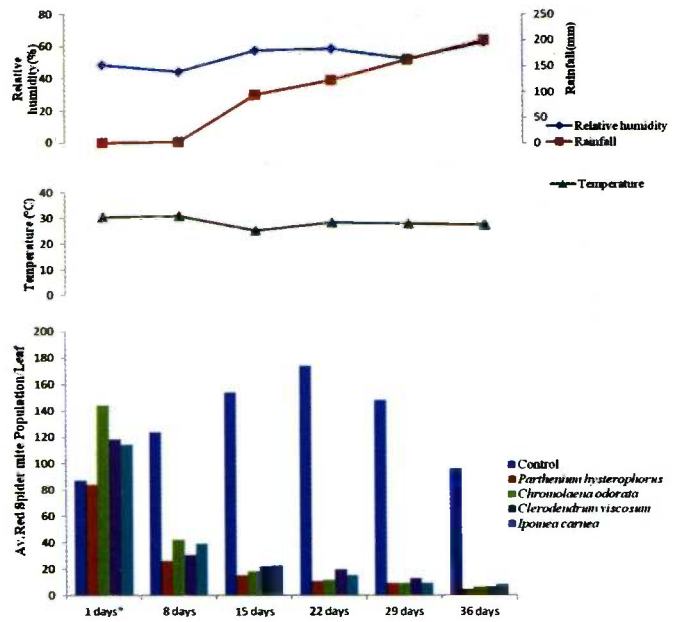 80
60
40
20
0
Relative
humidity(%)
250
200
150
100
50
0
Rainfall(mm)
Relative humidity
Rainfall
Temperature
40
30
20
10
0
Temperature (°C)
200
180
160
140
120
100
80
60
40
20
0
Av.Red Spider mite Population/Leaf
Control
Parthenium hysterophorus
Chromolaena odorata
Clerodendrum viscosum
Ipomea carnea
1 days* 8 days 15 days 22 days 29 days 36 days